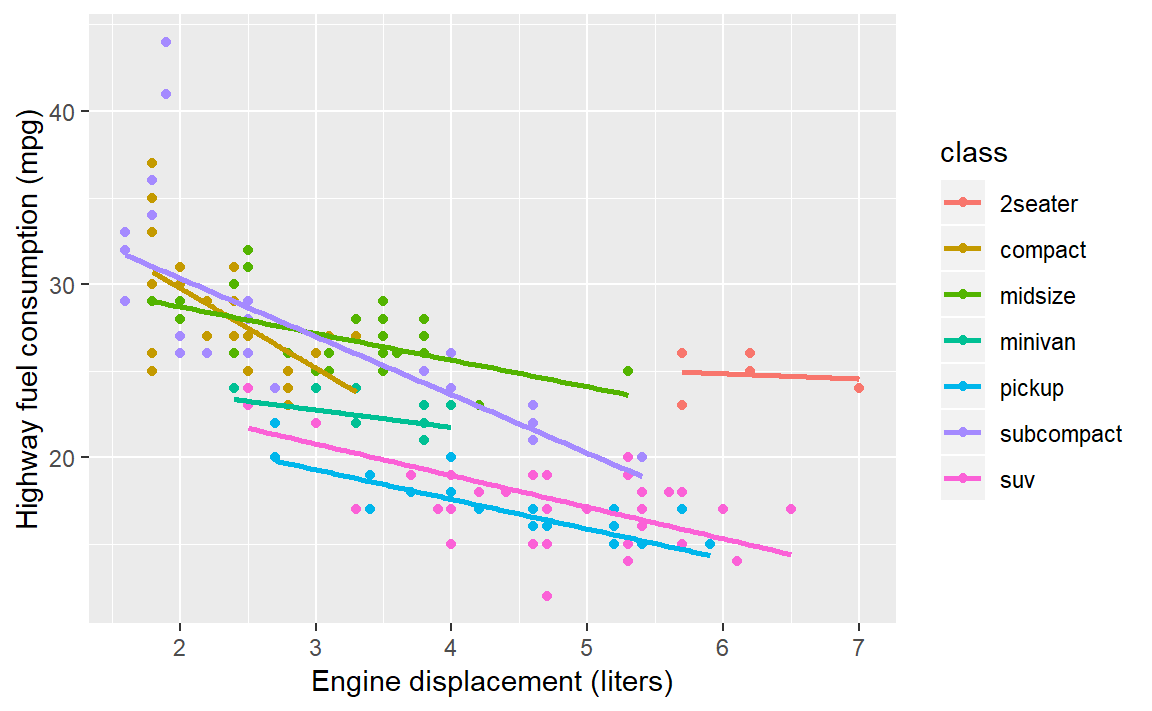 Highway fuel consumption (mpg)
40
30
20
2 3 4 5 6 7
Engine displacement (liters)
class
2seater
compact
midsize
minivan
pickup
subcompact
suv